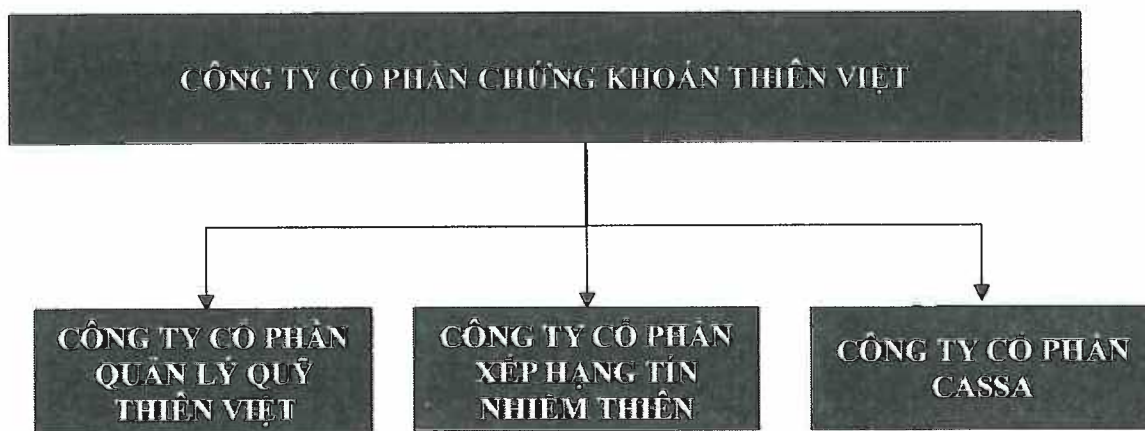 CÔNG TY CỔ PHẦN CHỨNG KHOÁN THIÊN VIỆT
CÔNG TY CỔ PHẦN
QUẢN LÝ QUỸ
THIÊN VIỆT
CÔNG TY CỔ PHẦN
XẾP HẠNG TÍN
NHIỆM THIÊN
CÔNG TY CỔ PHẦN
CASSA